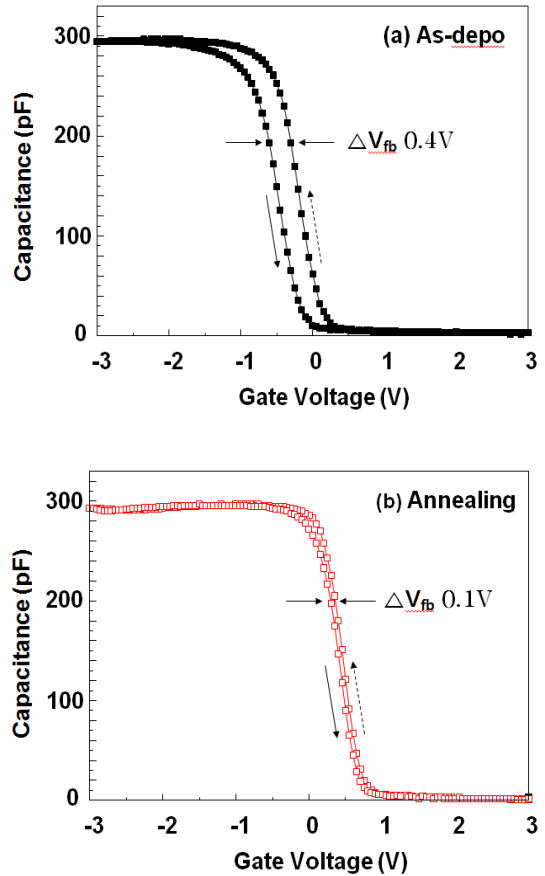 (a) As-depo
300
200
100
0
Capacitance (pF)
△Vfb 0.4V
-3 -2 -1 0 1 2 3
Gate Voltage (V)
(b) Annealing
300
200
100
0
Capacitance (pF)
△Vfb 0.1V
-3 -2 -1 0 1 2 3
Gate Voltage (V)